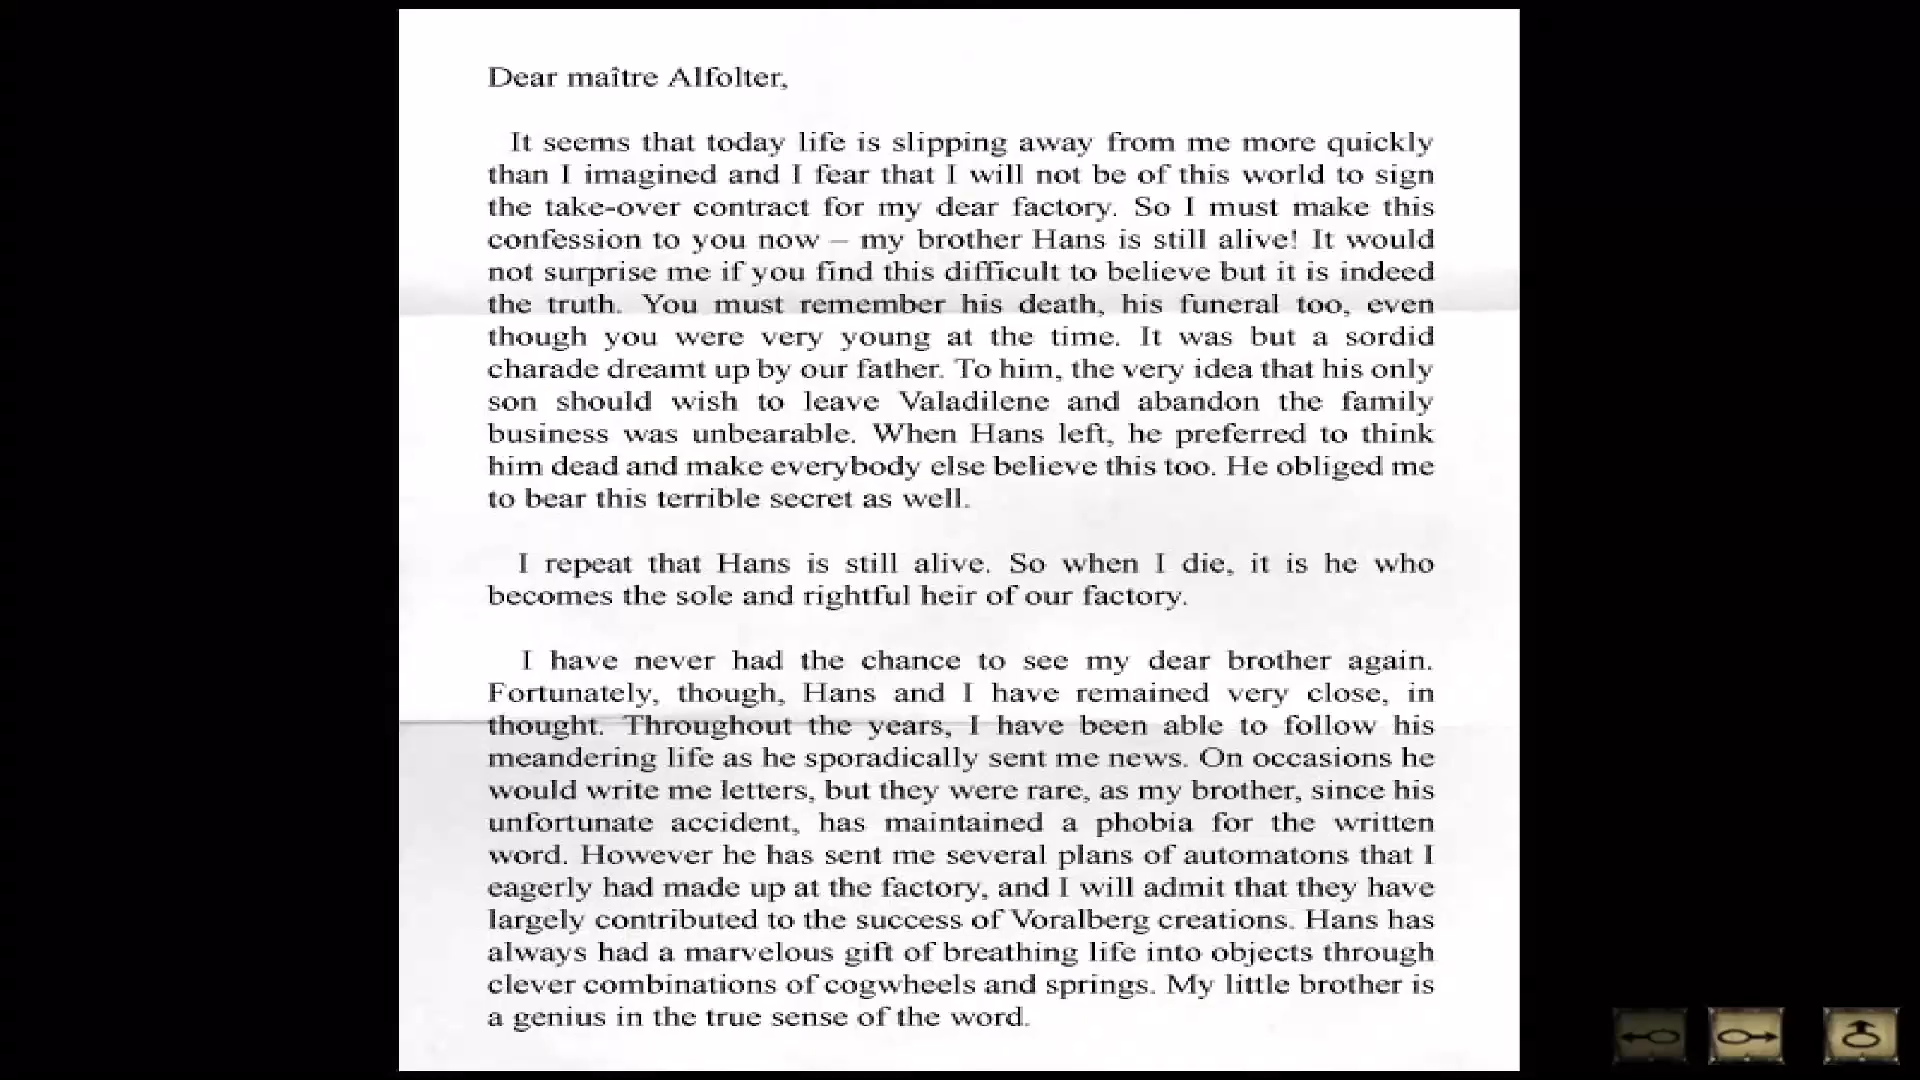 Dear maître Alfolter,
It seems that today life is slipping away from me more quickly
than I imagined and I fear that I will not be of this world to sign
the take-over contract for my dear factory. So I must make this
confession to you now – my brother Hans is still alive! It would
not surprise me if you find this difficult to believe but it is indeed
the truth. You must remember his death, his funeral too, even
though you were very young at the time. It was but a sordid
charade dreamt up by our father. To him, the very idea that his only
son should wish to leave Valadilene and abandon the family
business was unbearable. When Hans left, he preferred to think
him dead and make everybody else believe this too. He obliged me
to bear this terrible secret as well.
I repeat that Hans is still alive. So when I die, it is he who
becomes the sole and rightful heir of our factory.
I have never had the chance to see my dear brother again.
Fortunately, though, Hans and I have remained very close, in
thought. Throughout the years, I have been able to follow his
meandering life as he sporadically sent me news. On occasions he
would write me letters, but they were rare, as my brother, since his
unfortunate accident, has maintained a phobia for the written
word. However he has sent me several plans of automatons that I
eagerly had made up at the factory, and I will admit that they have
largely contributed to the success of Voralberg creations. Hans has
always had a marvelous gift of breathing life into objects through
clever combinations of cogwheels and springs. My little brother is
a genius in the true sense of the word.